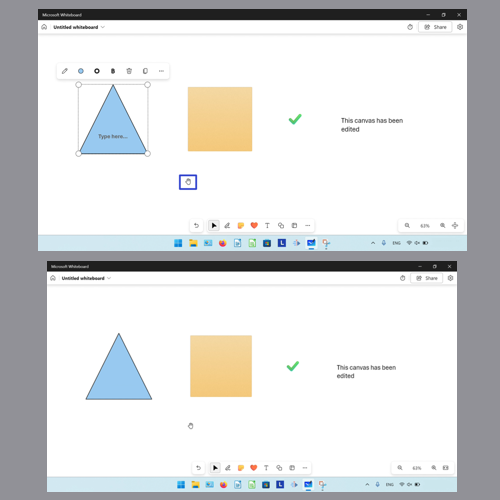 Microsoft Whiteboard
Untitled whiteboard
Share
Type here...
This canvas has been
edited
63%
ENG
Microsoft Whiteboard
Untitled whiteboard
Share
This canvas has been
edited
63%
ENG